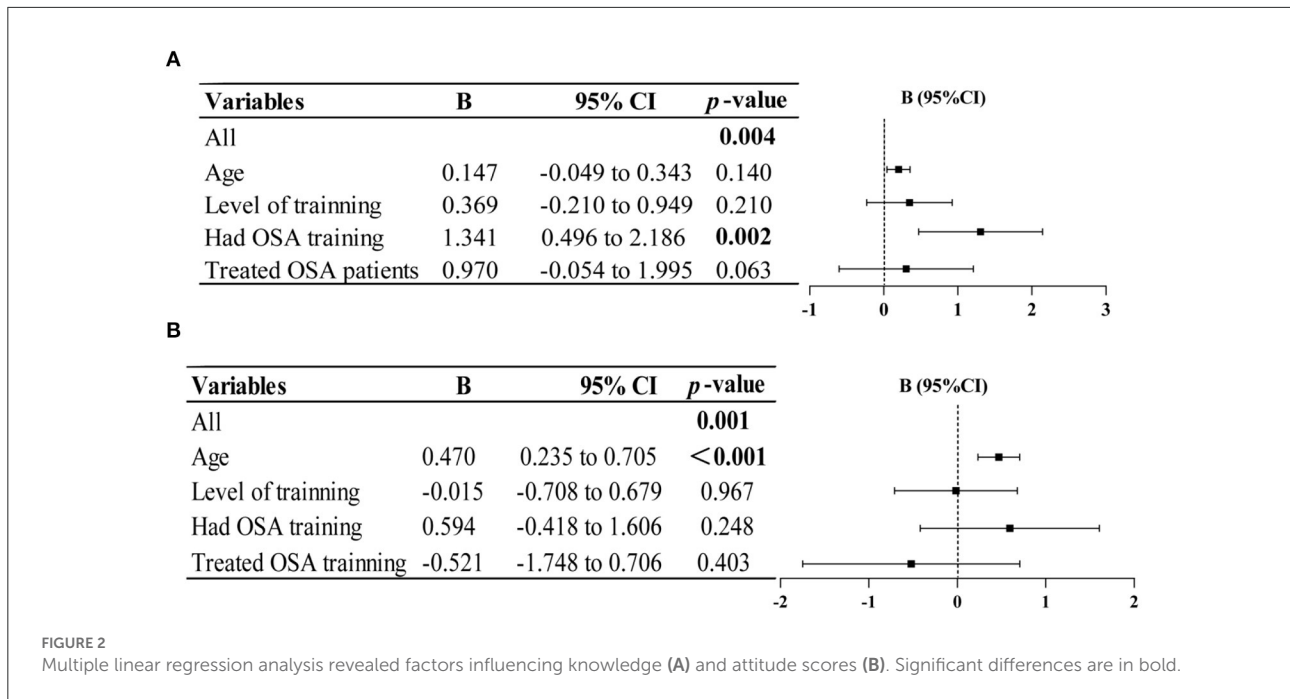 A
Variables B 95% CI p-value
All 0.004
Age 0.147 -0.049 to 0.343 0.140
Level of trainning 0.369 -0.210 to 0.949 0.210
Had OSA training 1.341 0.496 to 2.186 0.002
Treated OSA patients 0.970 -0.054 to 1.995 0.063
B (95%CI)
-1 0 1 2 3
B
Variables B 95% CI p-value
All 0.001
Age 0.470 0.235 to 0.705 <0.001
Level of trainning -0.015 -0.708 to 0.679 0.967
Had OSA training 0.594 -0.418 to 1.606 0.248
Treated OSA trainning -0.521 -1.748 to 0.706 0.403
B (95%CI)
-2 -1 0 1 2
FIGURE 2
Multiple linear regression analysis revealed factors influencing knowledge (A) and attitude scores (B). Significant differences are in bold.